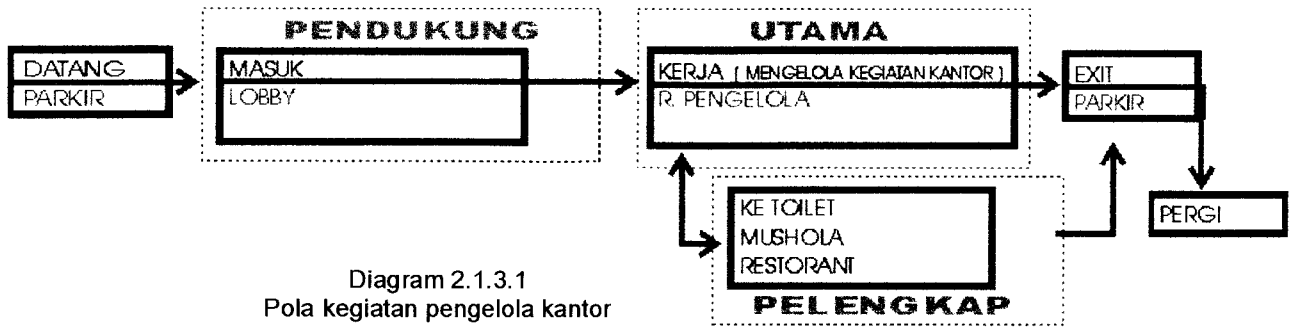 PENDUKUNG
UTAMA
DATANG
PARKIR
MASUK
LOBBY
KERJA ( MENGELOLA KEGIATAN KANTOR )
R. PENGELOLA
EXIT
PARKIR
PERGI
KE TOILET
MUSHOLA
RESTORANT
PELENGKAP
Diagram 2.1.3.1
Pola kegiatan pengelola kantor